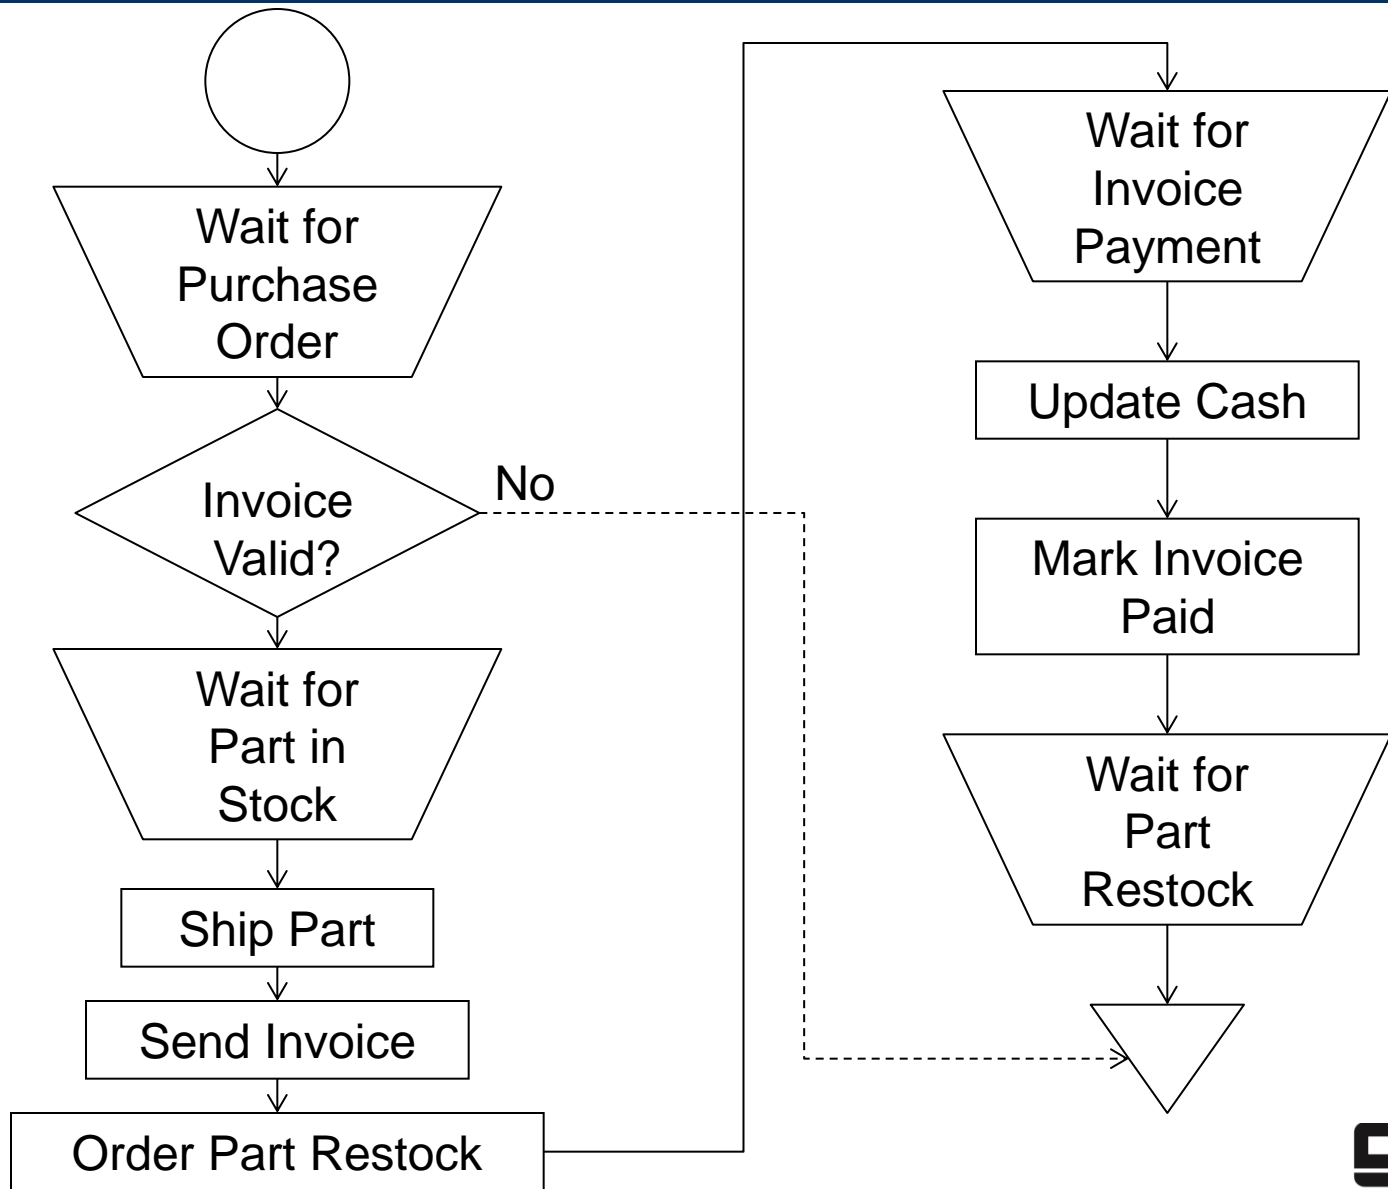 Wait for
Purchase
Order
Invoice
Valid?
No
Wait for
Part in
Stock
Ship Part
Send Invoice
Order Part Restock
Wait for
Invoice
Payment
Update Cash
Mark Invoice
Paid
Wait for
Part
Restock